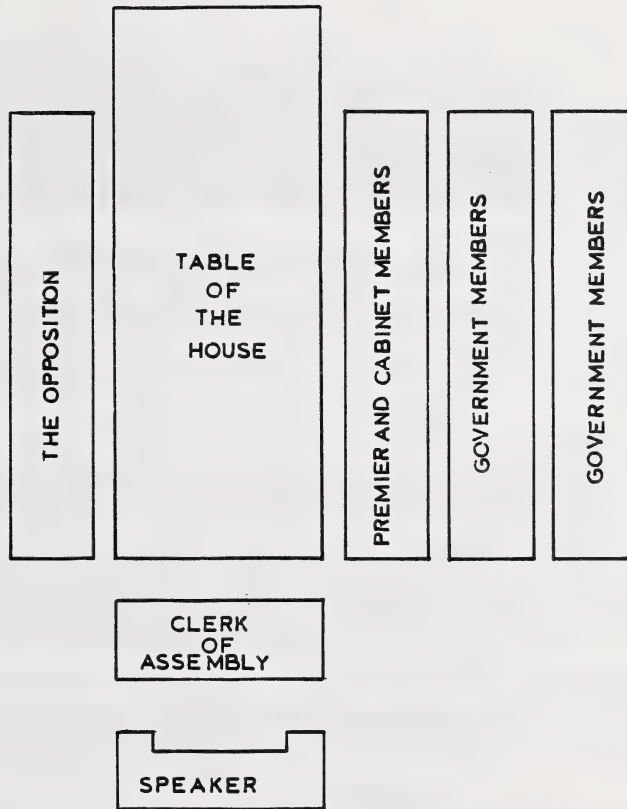 THE OPPOSITION
TABLE
OF
THE
HOUSE
PREMIER AND CABINET MEMBERS
GOVERNMENT MEMBERS
GOVERNMENT MEMBERS
CLERK
OF
ASSEMBLY
SPEAKER